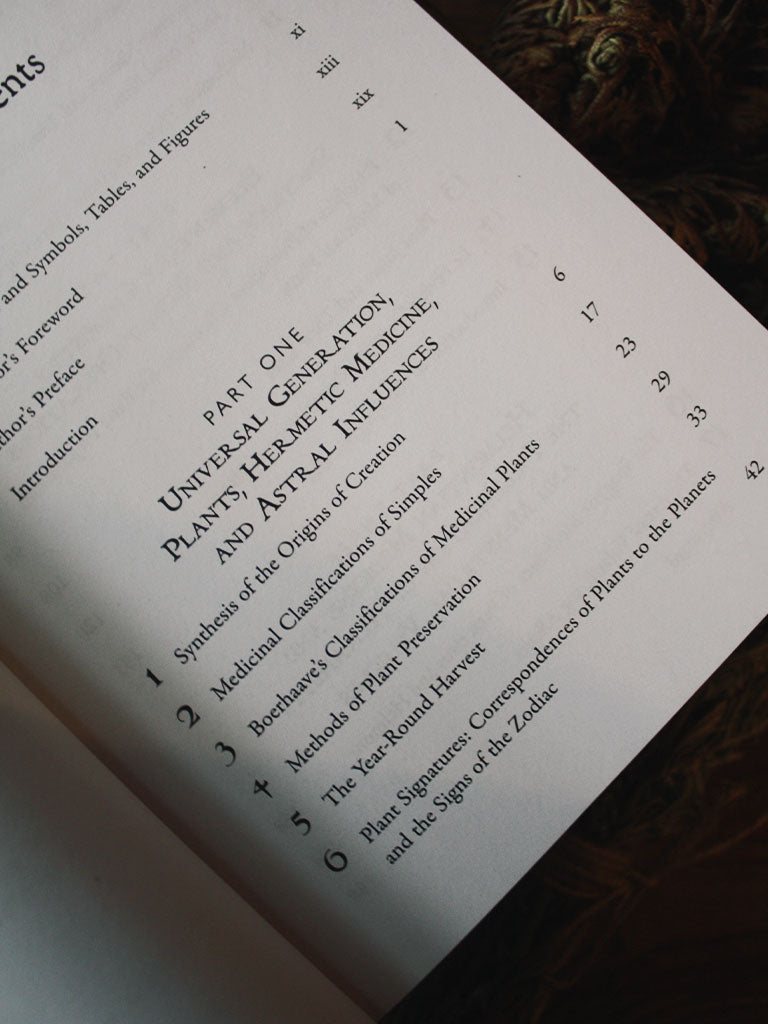 ents
and Symbols, Tables, and Figures xi
or's Foreword xiii
thor's Preface xix
Introduction 1
PART ONE
UNIVERSAL GENERATION,
PLANTS, HERMETIC MEDICINE,
AND ASTRAL INFLUENCES
1 Synthesis of the Origins of Creation 6
2 Medicinal Classifications of Simples 17
3 Boethaave's Classifications of Medicinal Plants 23
4 Methods of Plant Preservation 29
5 The Year-Round Harvest 33
6 Plant Signatures: Correspondences of Plants to the Planets
and the Signs of the Zodiac 42